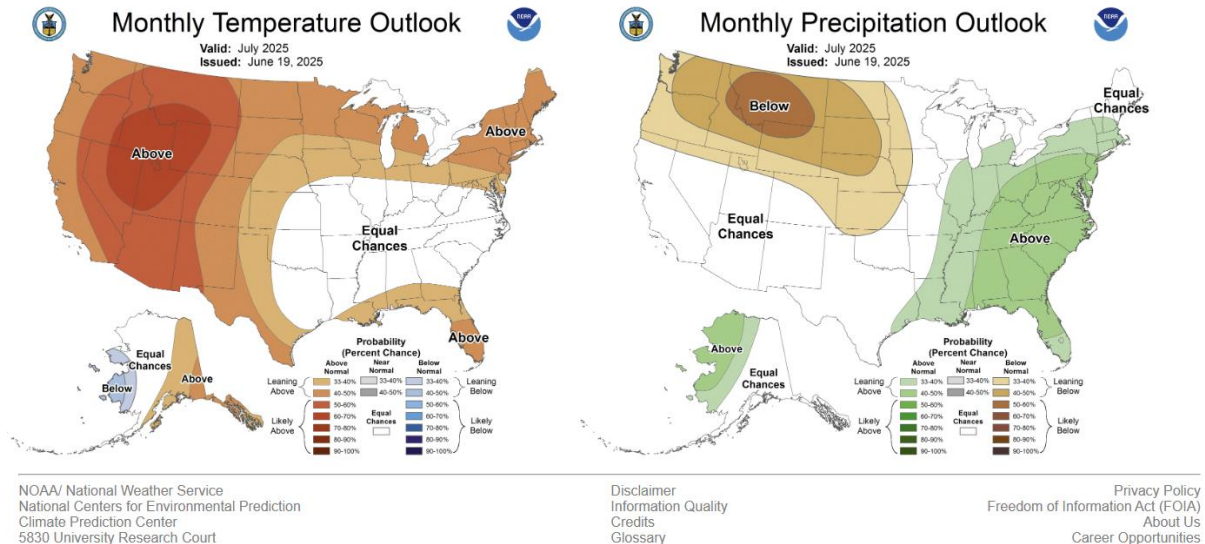 Monthly Temperature Outlook
Valid: July 2025
Issued: June 19, 2025
NOAA
Above
Above
Equal
Chances
Above
Equal
Chances
Below
Above
Probability
(Percent Chance)
Above Normal
Near Normal
Below Normal
Leaning Above
33-40%
33-40%
33-40%
Leaning Below
40-50%
40-50%
40-50%
Likely Above
50-60%
50-60%
Likely Below
60-70%
60-70%
70-80%
Equal Chances
70-80%
80-90%
80-90%
90-100%
90-100%
Monthly Precipitation Outlook
Valid: July 2025
Issued: June 19, 2025
NOAA
Equal
Chances
Below
Equal
Chances
Above
Above
Equal
Chances
Probability
(Percent Chance)
Above Normal
Near Normal
Below Normal
Leaning Above
33-40%
33-40%
33-40%
Leaning Below
40-50%
40-50%
40-50%
Likely Above
50-60%
50-60%
Likely Below
60-70%
60-70%
70-80%
Equal Chances
70-80%
80-90%
80-90%
90-100%
90-100%
NOAA/ National Weather Service
National Centers for Environmental Prediction
Climate Prediction Center
5830 University Research Court
Disclaimer
Information Quality
Credits
Glossary
Privacy Policy
Freedom of Information Act (FOIA)
About Us
Career Opportunities